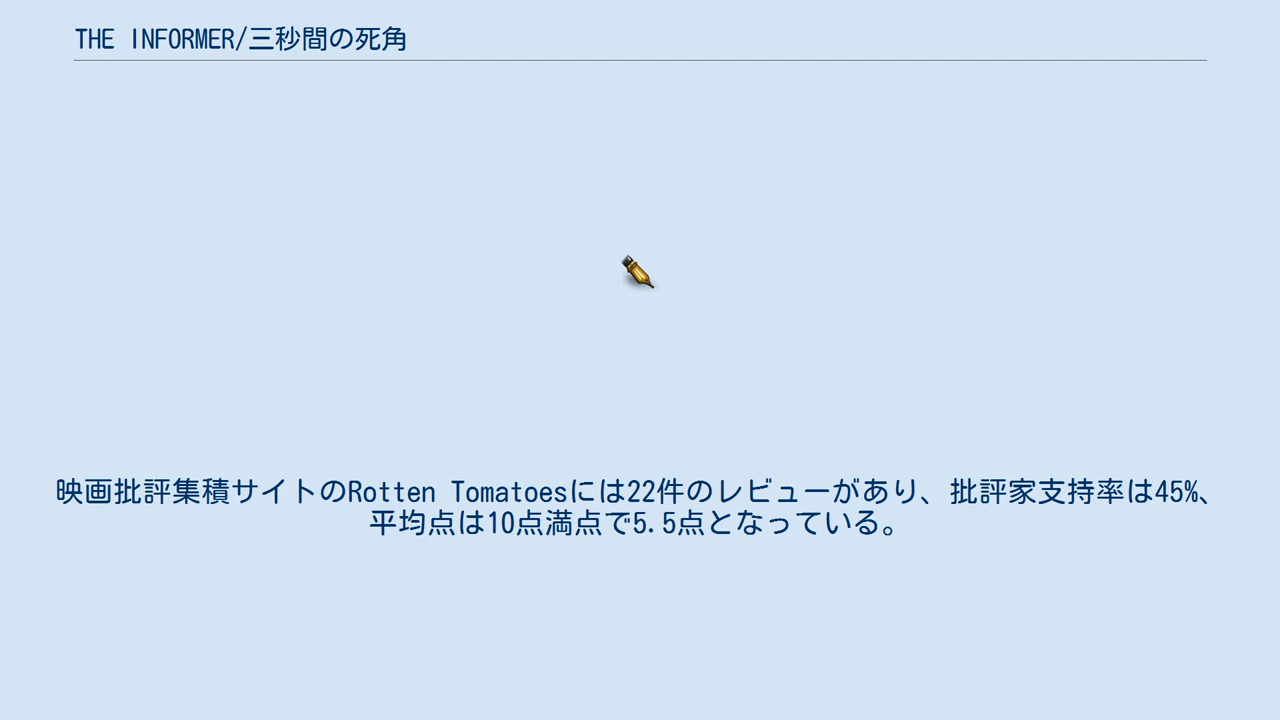 THE INFORMER/三秒間の死角
映画批評集積サイトのRotten Tomatoesには22件のレビューがあり、批評家支持率は45%、
平均点は10点満点で5.5点となっている。